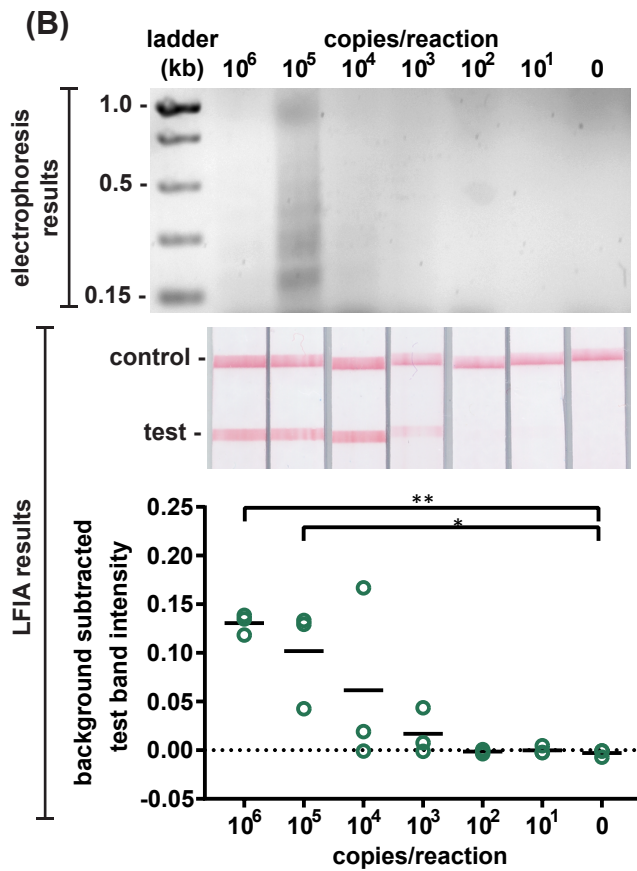 (B)
ladder copies/reaction
(kb) 10⁶ 10⁵ 10⁴ 10³ 10² 10¹ 0
electrophoresis
results
1.0 -
0.5 -
0.15 -
LFIA results
control -
test -
background subtracted
test band intensity
0.25
0.20
0.15
0.10
0.05
0.00
-0.05
**
*
10⁶ 10⁵ 10⁴ 10³ 10² 10¹ 0
copies/reaction